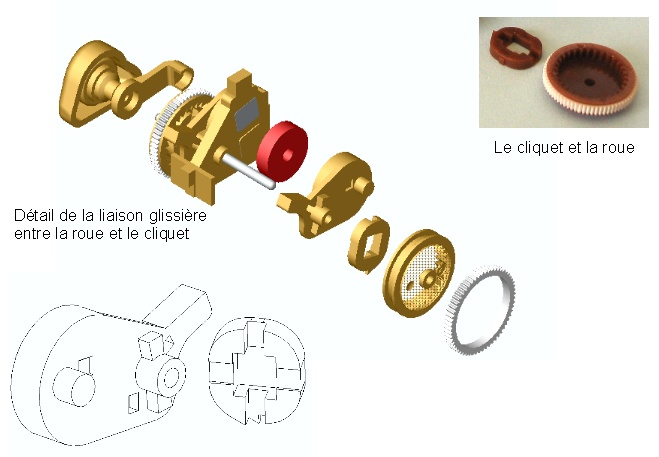 Le cliquet et la roue
Détail de la liaison glissière
entre la roue et le cliquet